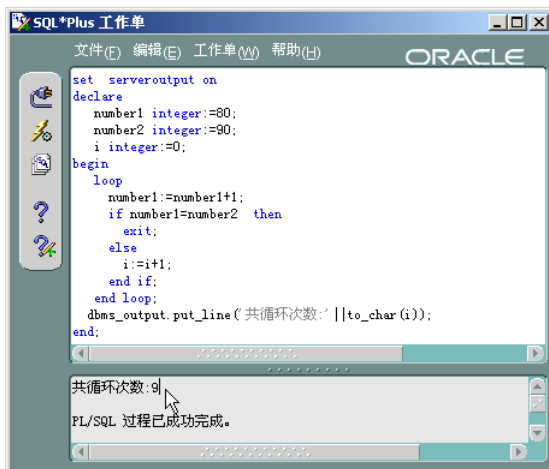 SQL*Plus 工作单
文件(F) 编辑(E) 工作单(W) 帮助(H)
ORACLE
set serveroutput on
declare
number1 integer:=80;
number2 integer:=90;
i integer:=0;
begin
loop
number1:=number1+1;
if number1=number2 then
exit;
else
i:=i+1;
end if;
end loop;
dbms_output.put_line('共循环次数:'||to_char(i));
end;
共循环次数:9
PL/SQL 过程已成功完成。